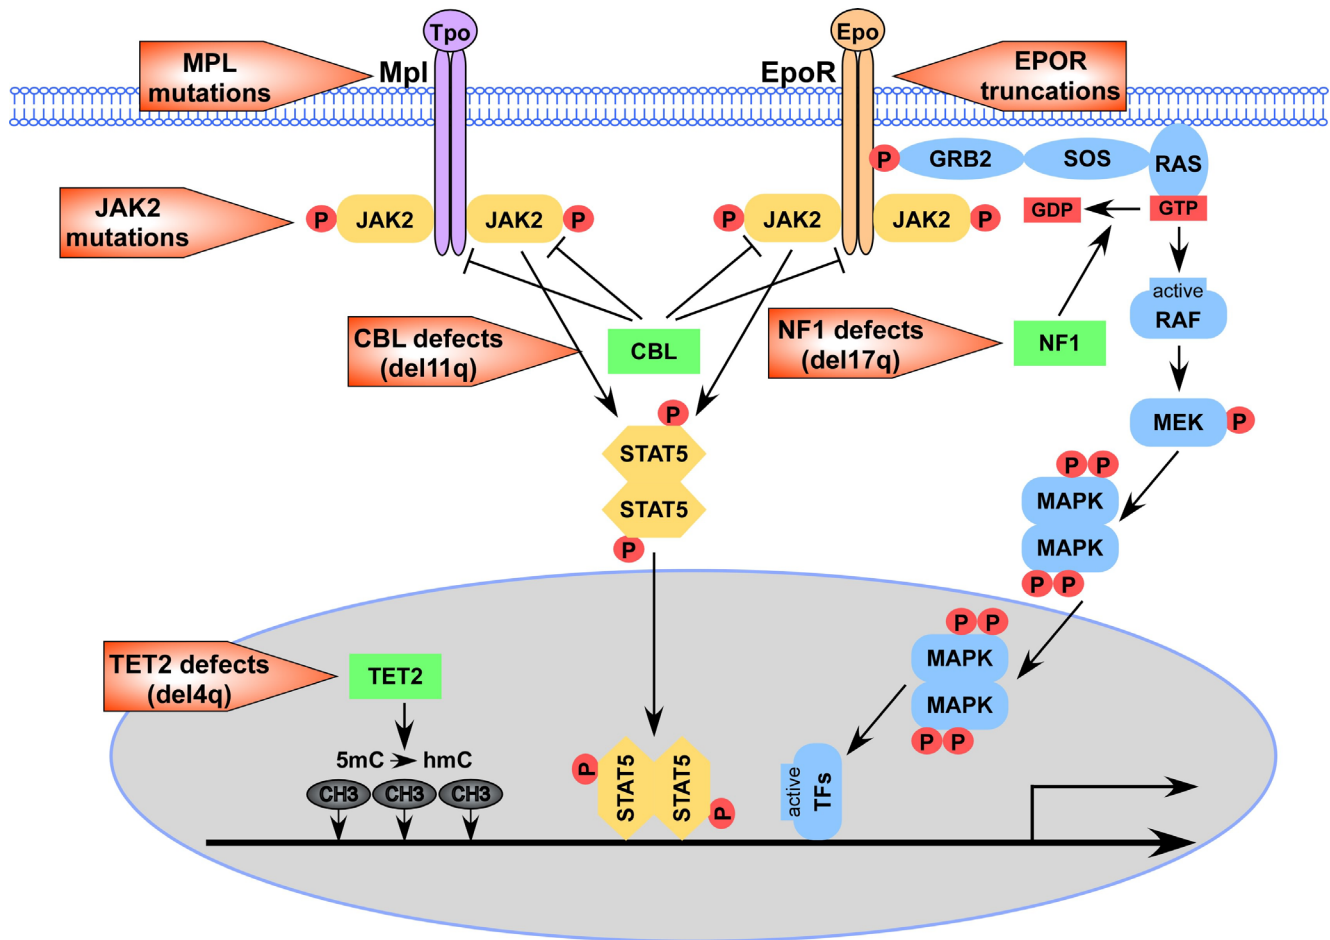 Tpo
Epo
MPL
mutations
Mpl
EpoR
EPOR
truncations
P
GRB2
SOS
RAS
JAK2
mutations
P
JAK2
JAK2
P
P
JAK2
JAK2
P
GDP
GTP
active
RAF
CBL defects
(del11q)
CBL
NF1 defects
(del17q)
NF1
P
MEK
P
STAT5
STAT5
P
P
P
MAPK
MAPK
P
P
P
P
MAPK
MAPK
P
P
TET2 defects
(del4q)
TET2
5mC
hmC
CH3
CH3
CH3
P
STAT5
STAT5
P
active
TFs